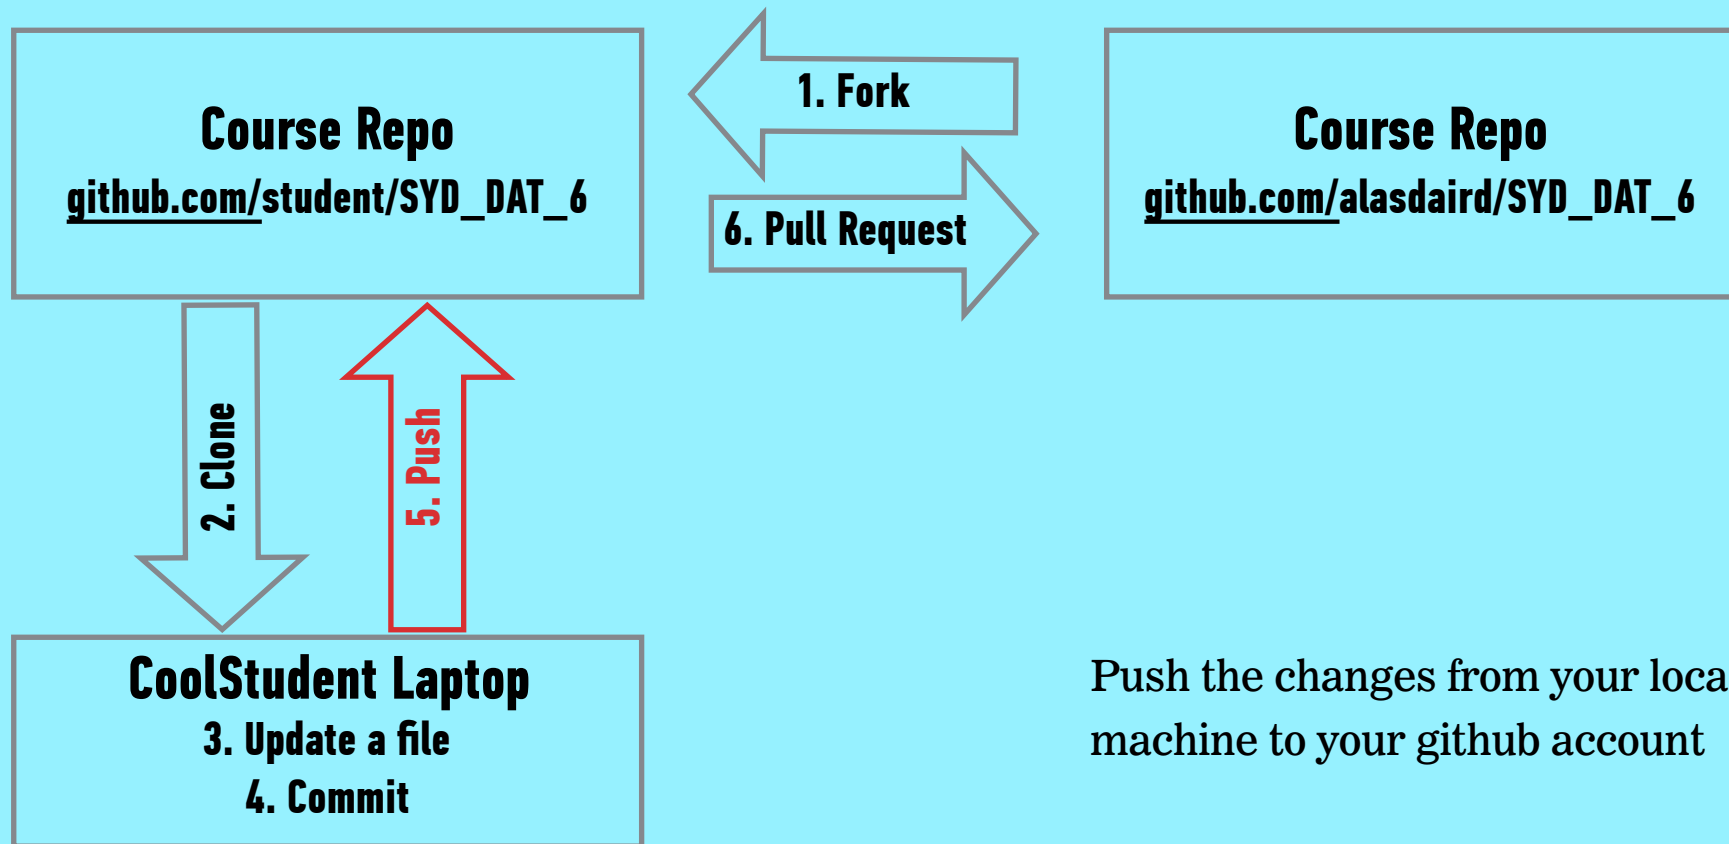 Course Repo
github.com/student/SYD_DAT_6
1. Fork
6. Pull Request
Course Repo
github.com/alasdaird/SYD_DAT_6
2. Clone
5. Push
CoolStudent Laptop
3. Update a file
4. Commit
Push the changes from your loca
machine to your github account